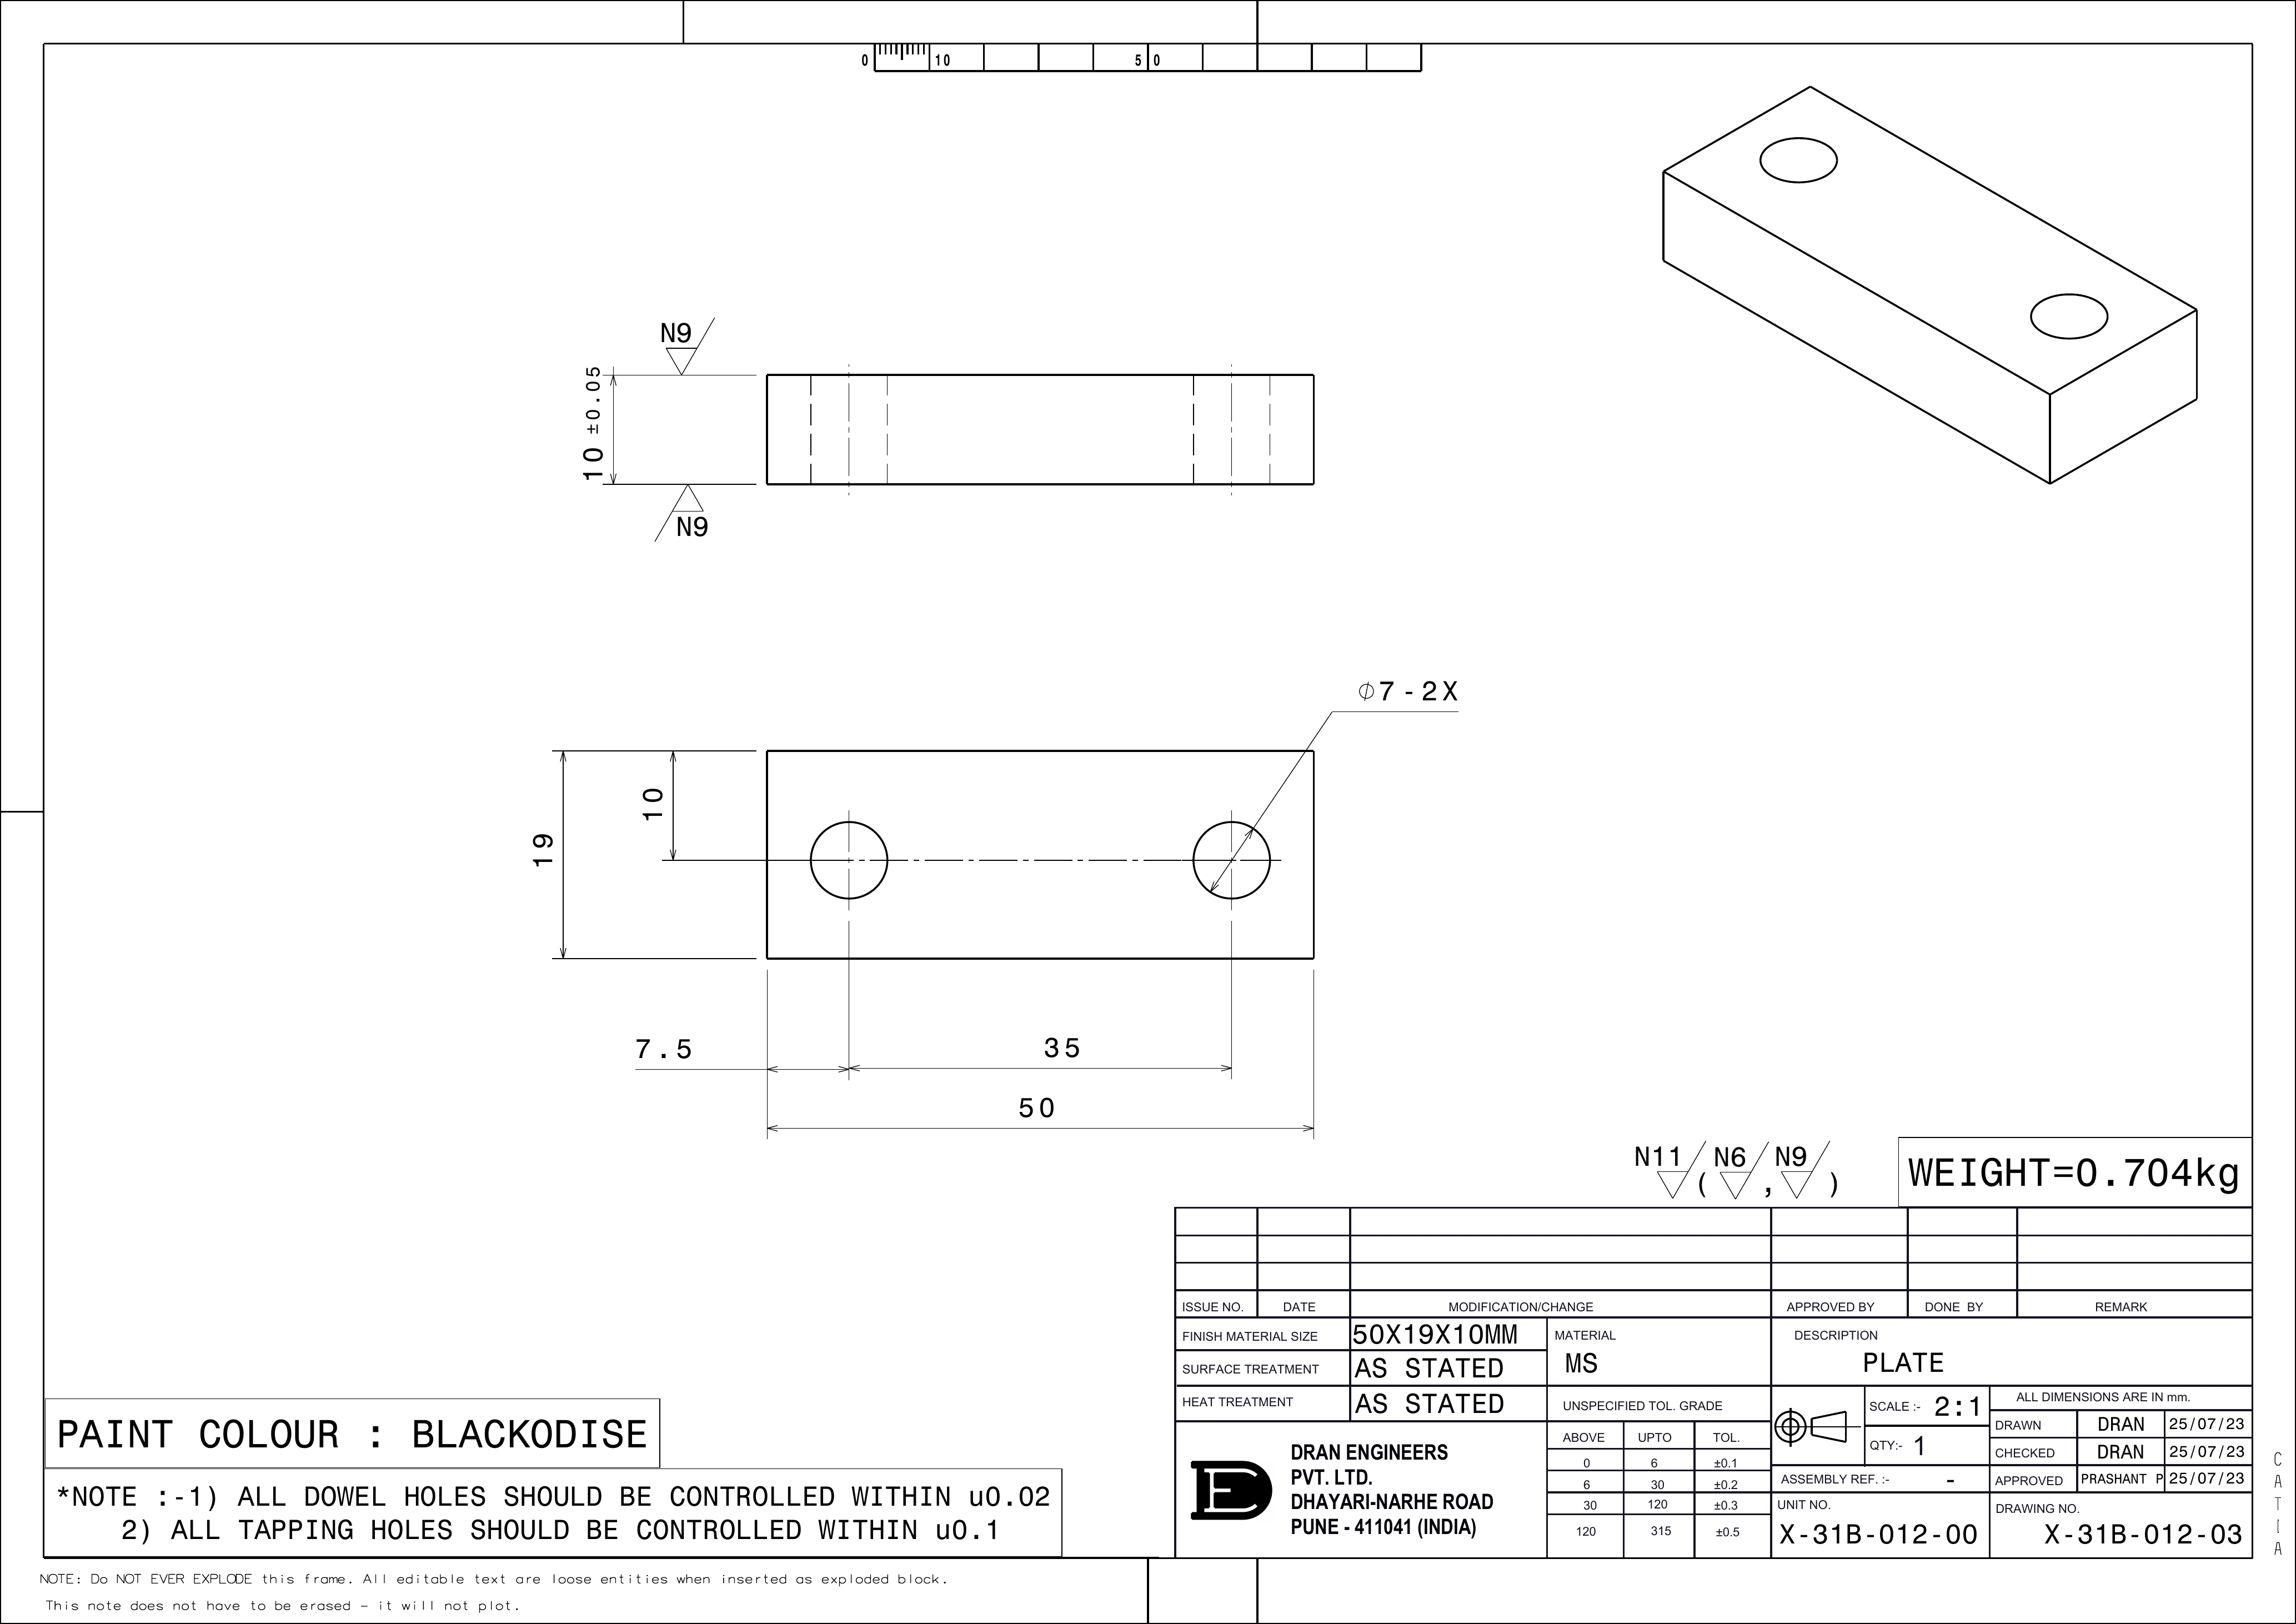 0 10 50
N9
10 ±0.05
N9
⌀7-2X
19
10
7.5
35
50
N11 ( N6 , N9 )
WEIGHT=0.704kg
ISSUE NO. DATE MODIFICATION/CHANGE APPROVED BY DONE BY REMARK
FINISH MATERIAL SIZE 50X19X10MM
SURFACE TREATMENT AS STATED
HEAT TREATMENT AS STATED
MATERIAL
MS
DESCRIPTION
PLATE
UNSPECIFIED TOL. GRADE
ABOVE UPTO TOL.
0 6 ±0.1
6 30 ±0.2
30 120 ±0.3
120 315 ±0.5
SCALE :- 2:1
QTY:- 1
ALL DIMENSIONS ARE IN mm.
DRAWN DRAN 25/07/23
CHECKED DRAN 25/07/23
APPROVED PRASHANT P 25/07/23
ASSEMBLY REF. :- -
UNIT NO.
X-31B-012-00
DRAWING NO.
X-31B-012-03
DE
DRAN ENGINEERS
PVT. LTD.
DHAYARI-NARHE ROAD
PUNE - 411041 (INDIA)
PAINT COLOUR : BLACKODISE
*NOTE :-1) ALL DOWEL HOLES SHOULD BE CONTROLLED WITHIN u0.02
2) ALL TAPPING HOLES SHOULD BE CONTROLLED WITHIN u0.1
NOTE: Do NOT EVER EXPLODE this frame. All editable text are loose entities when inserted as exploded block.
This note does not have to be erased - it will not plot.
CATIA